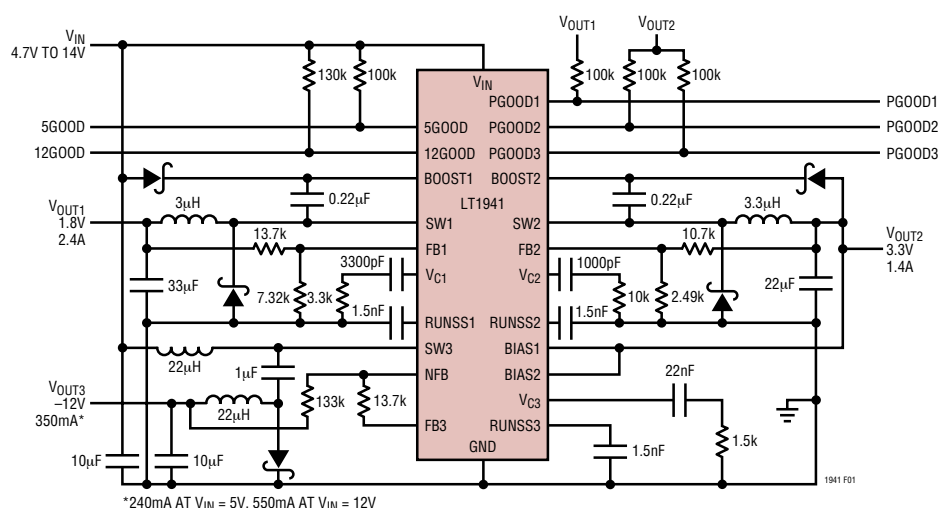 VIN
4.7V TO 14V
VOUT1
VOUT2
130k
100k
100k
100k
100k
VIN
PGOOD1
PGOOD1
5GOOD
5GOOD
PGOOD2
PGOOD2
12GOOD
12GOOD
PGOOD3
PGOOD3
BOOST1
BOOST2
LT1941
0.22µF
0.22µF
3µH
3.3µH
VOUT1
1.8V
2.4A
SW1
SW2
13.7k
10.7k
FB1
FB2
VOUT2
3.3V
1.4A
3300pF
1000pF
VC1
VC2
33µF
7.32k
3.3k
10k
2.49k
22µF
1.5nF
1.5nF
RUNSS1
RUNSS2
SW3
BIAS1
22µH
1µF
NFB
BIAS2
22nF
VOUT3
–12V
350mA*
22µH
133k
13.7k
VC3
FB3
RUNSS3
GND
1.5k
1.5nF
10µF
10µF
1941 F01
*240mA AT VIN = 5V, 550mA AT VIN = 12V